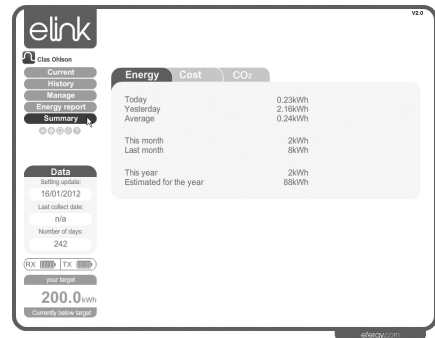 V2.0
elink
Clas Ohlson
Current
History
Manage
Energy report
Summary
Energy Cost CO2
Today 0.23kWh
Yesterday 2.16kWh
Average 0.24kWh
This month 2kWh
Last month 8kWh
This year 2kWh
Estimated for the year 88kWh
Data
Setting update:
16/01/2012
Last collect date:
n/a
Number of days:
242
RX TX
your target
200.0kWh
Currently below target
efergy.com